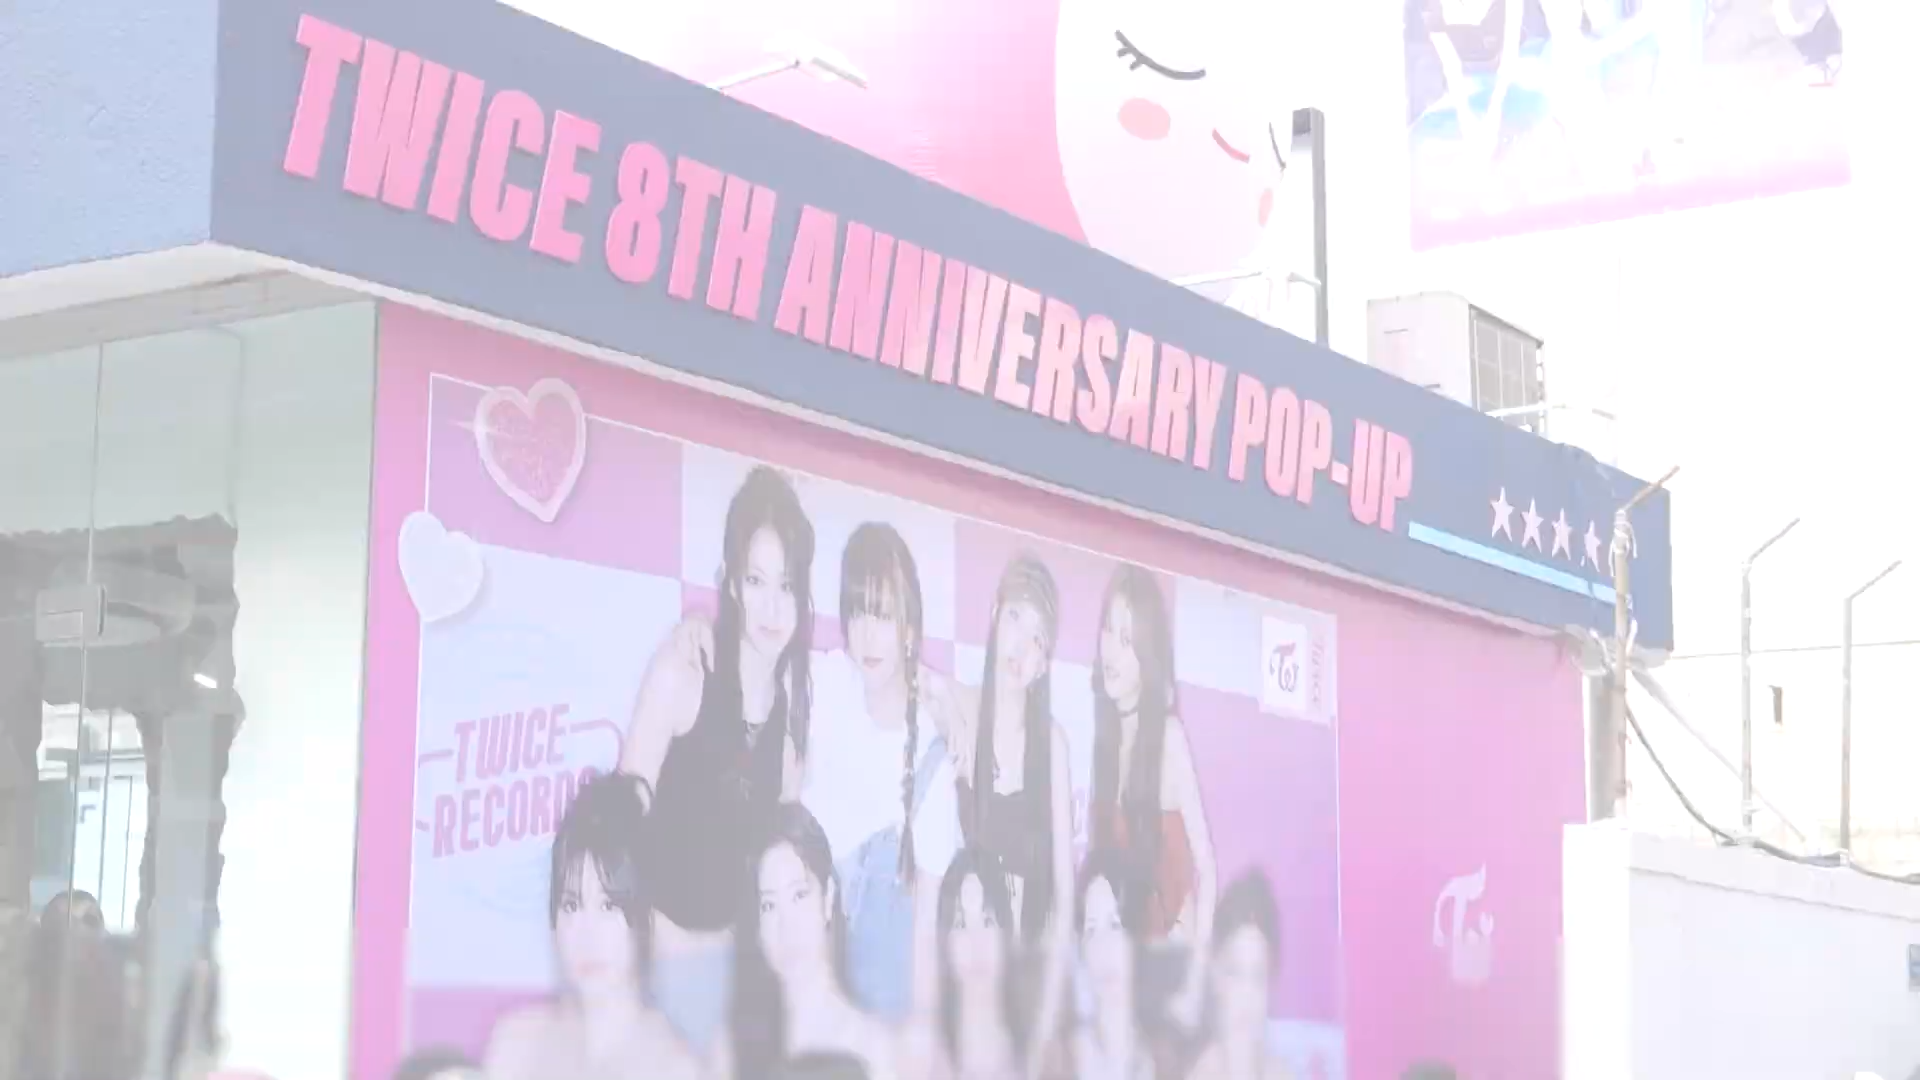 TWICE 8TH ANNIVERSARY POP-UP
TWICE
RECORDS